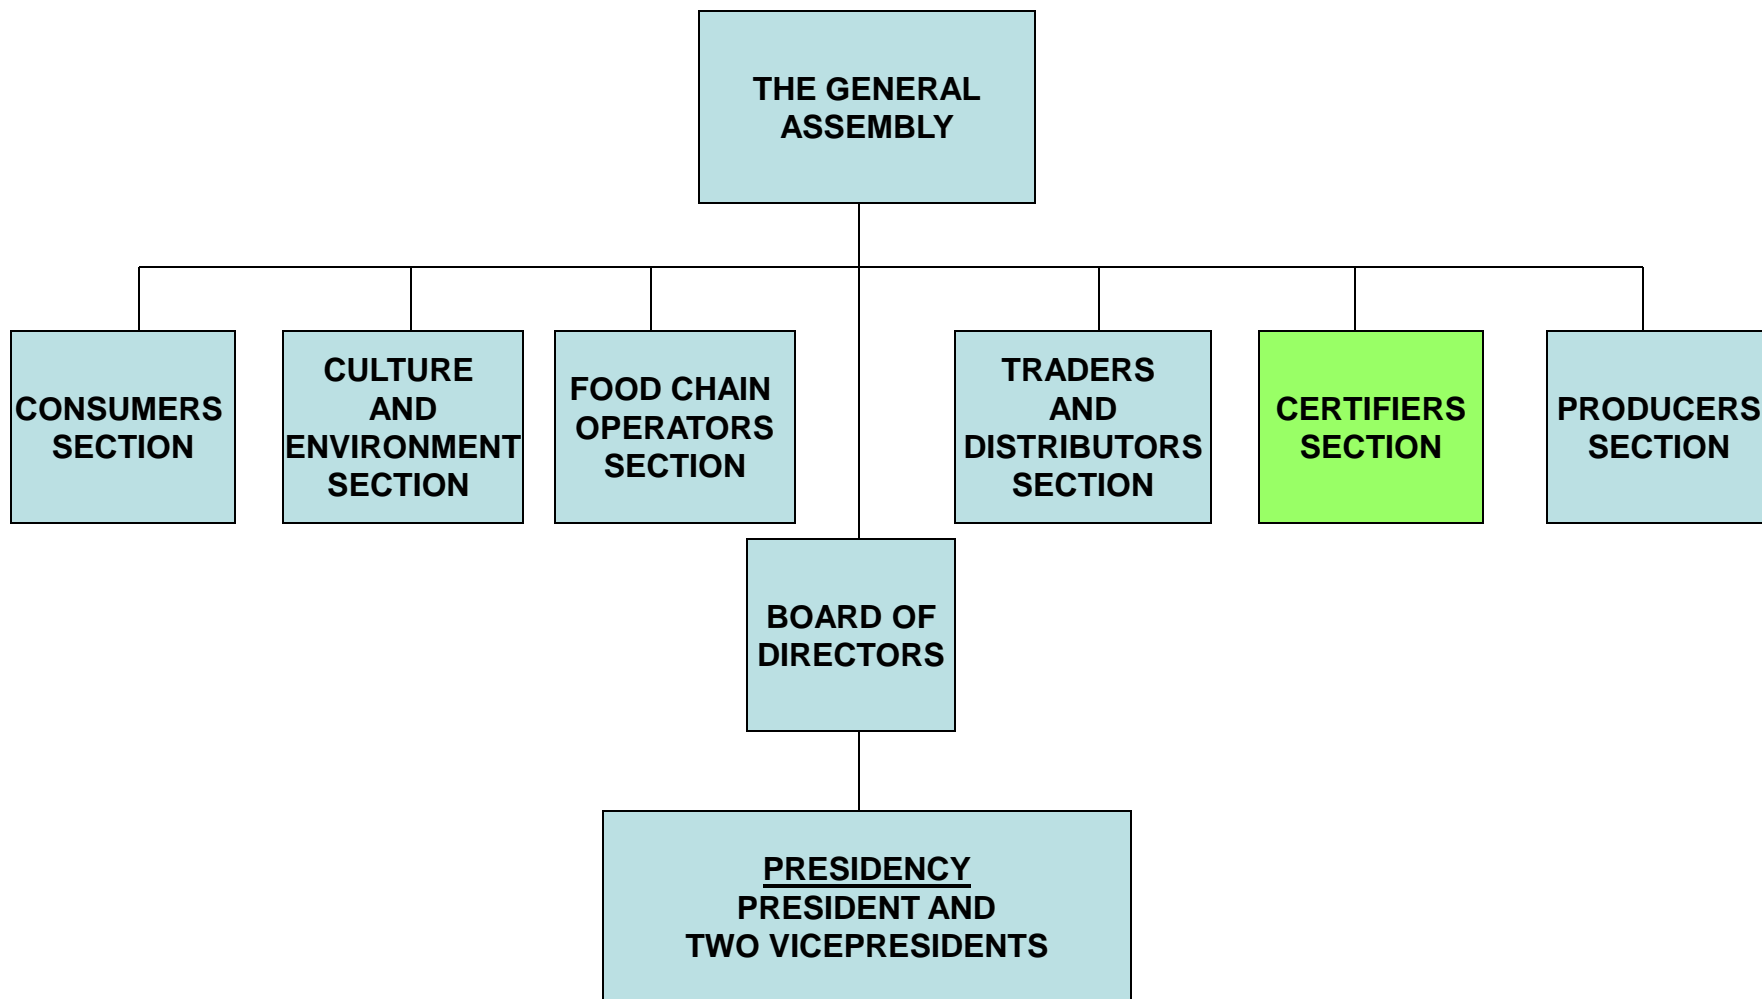 THE GENERAL
ASSEMBLY
CONSUMERS
SECTION
CULTURE
AND
ENVIRONMENT
SECTION
FOOD CHAIN
OPERATORS
SECTION
TRADERS
AND
DISTRIBUTORS
SECTION
CERTIFIERS
SECTION
PRODUCERS
SECTION
BOARD OF
DIRECTORS
PRESIDENCY
PRESIDENT AND
TWO VICEPRESIDENTS